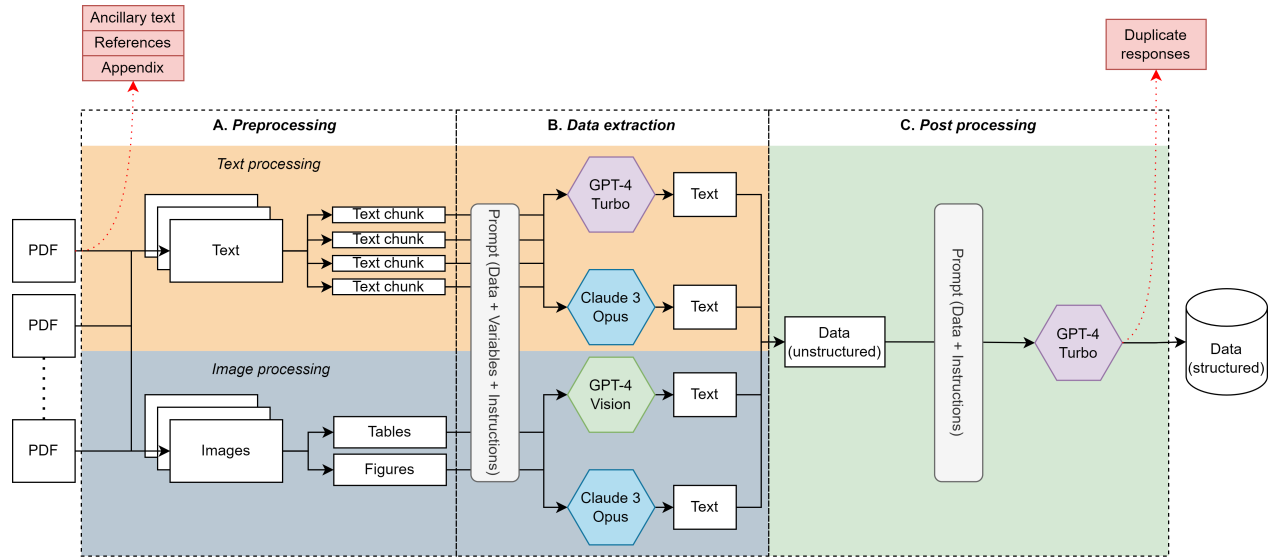 Ancillary text
References
Appendix
Duplicate
responses
A. Preprocessing
B. Data extraction
C. Post processing
Text processing
PDF
PDF
PDF
Text
Text chunk
Text chunk
Text chunk
Text chunk
Image processing
Images
Tables
Figures
Prompt (Data + Variables + Instructions)
GPT-4
Turbo
Text
Claude 3
Opus
Text
GPT-4
Vision
Text
Claude 3
Opus
Text
Data
(unstructured)
Prompt (Data + Instructions)
GPT-4
Turbo
Data
(structured)